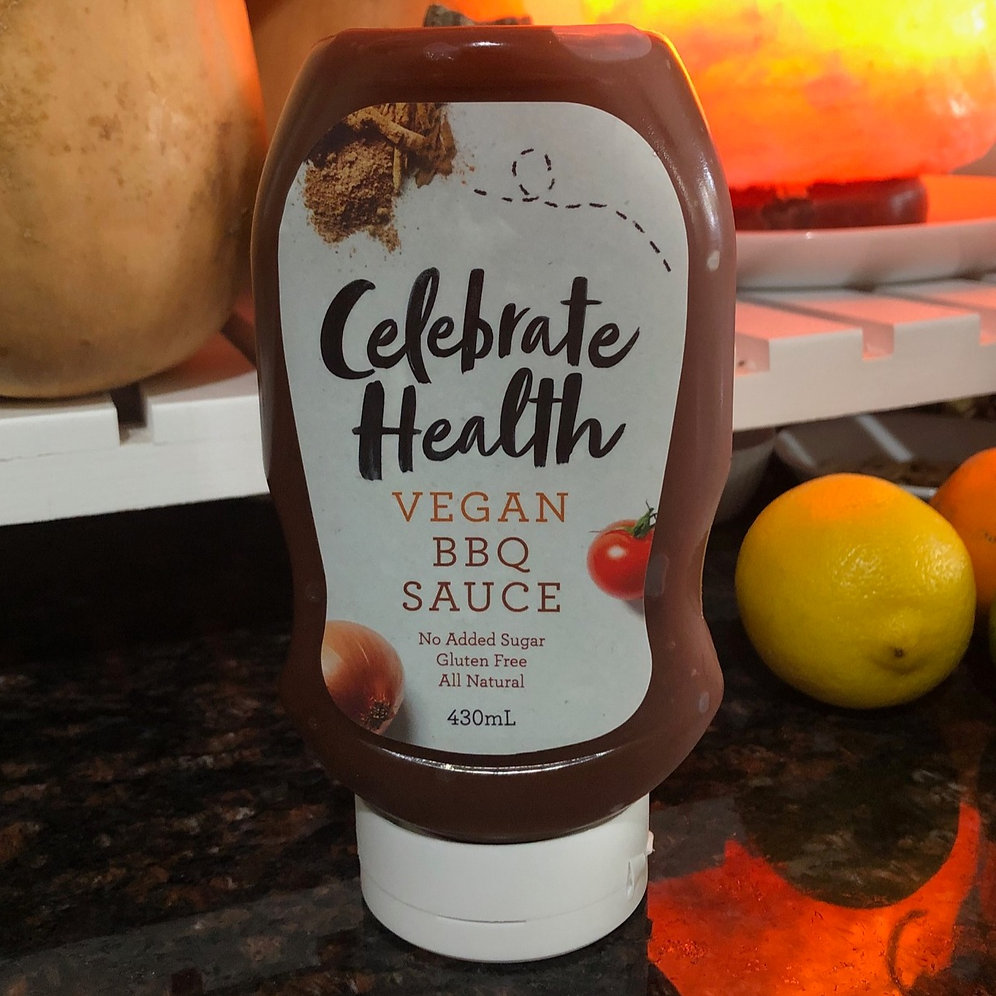 Celebrate
Health
VEGAN
BBQ
SAUCE
No Added Sugar
Gluten Free
All Natural
430mL